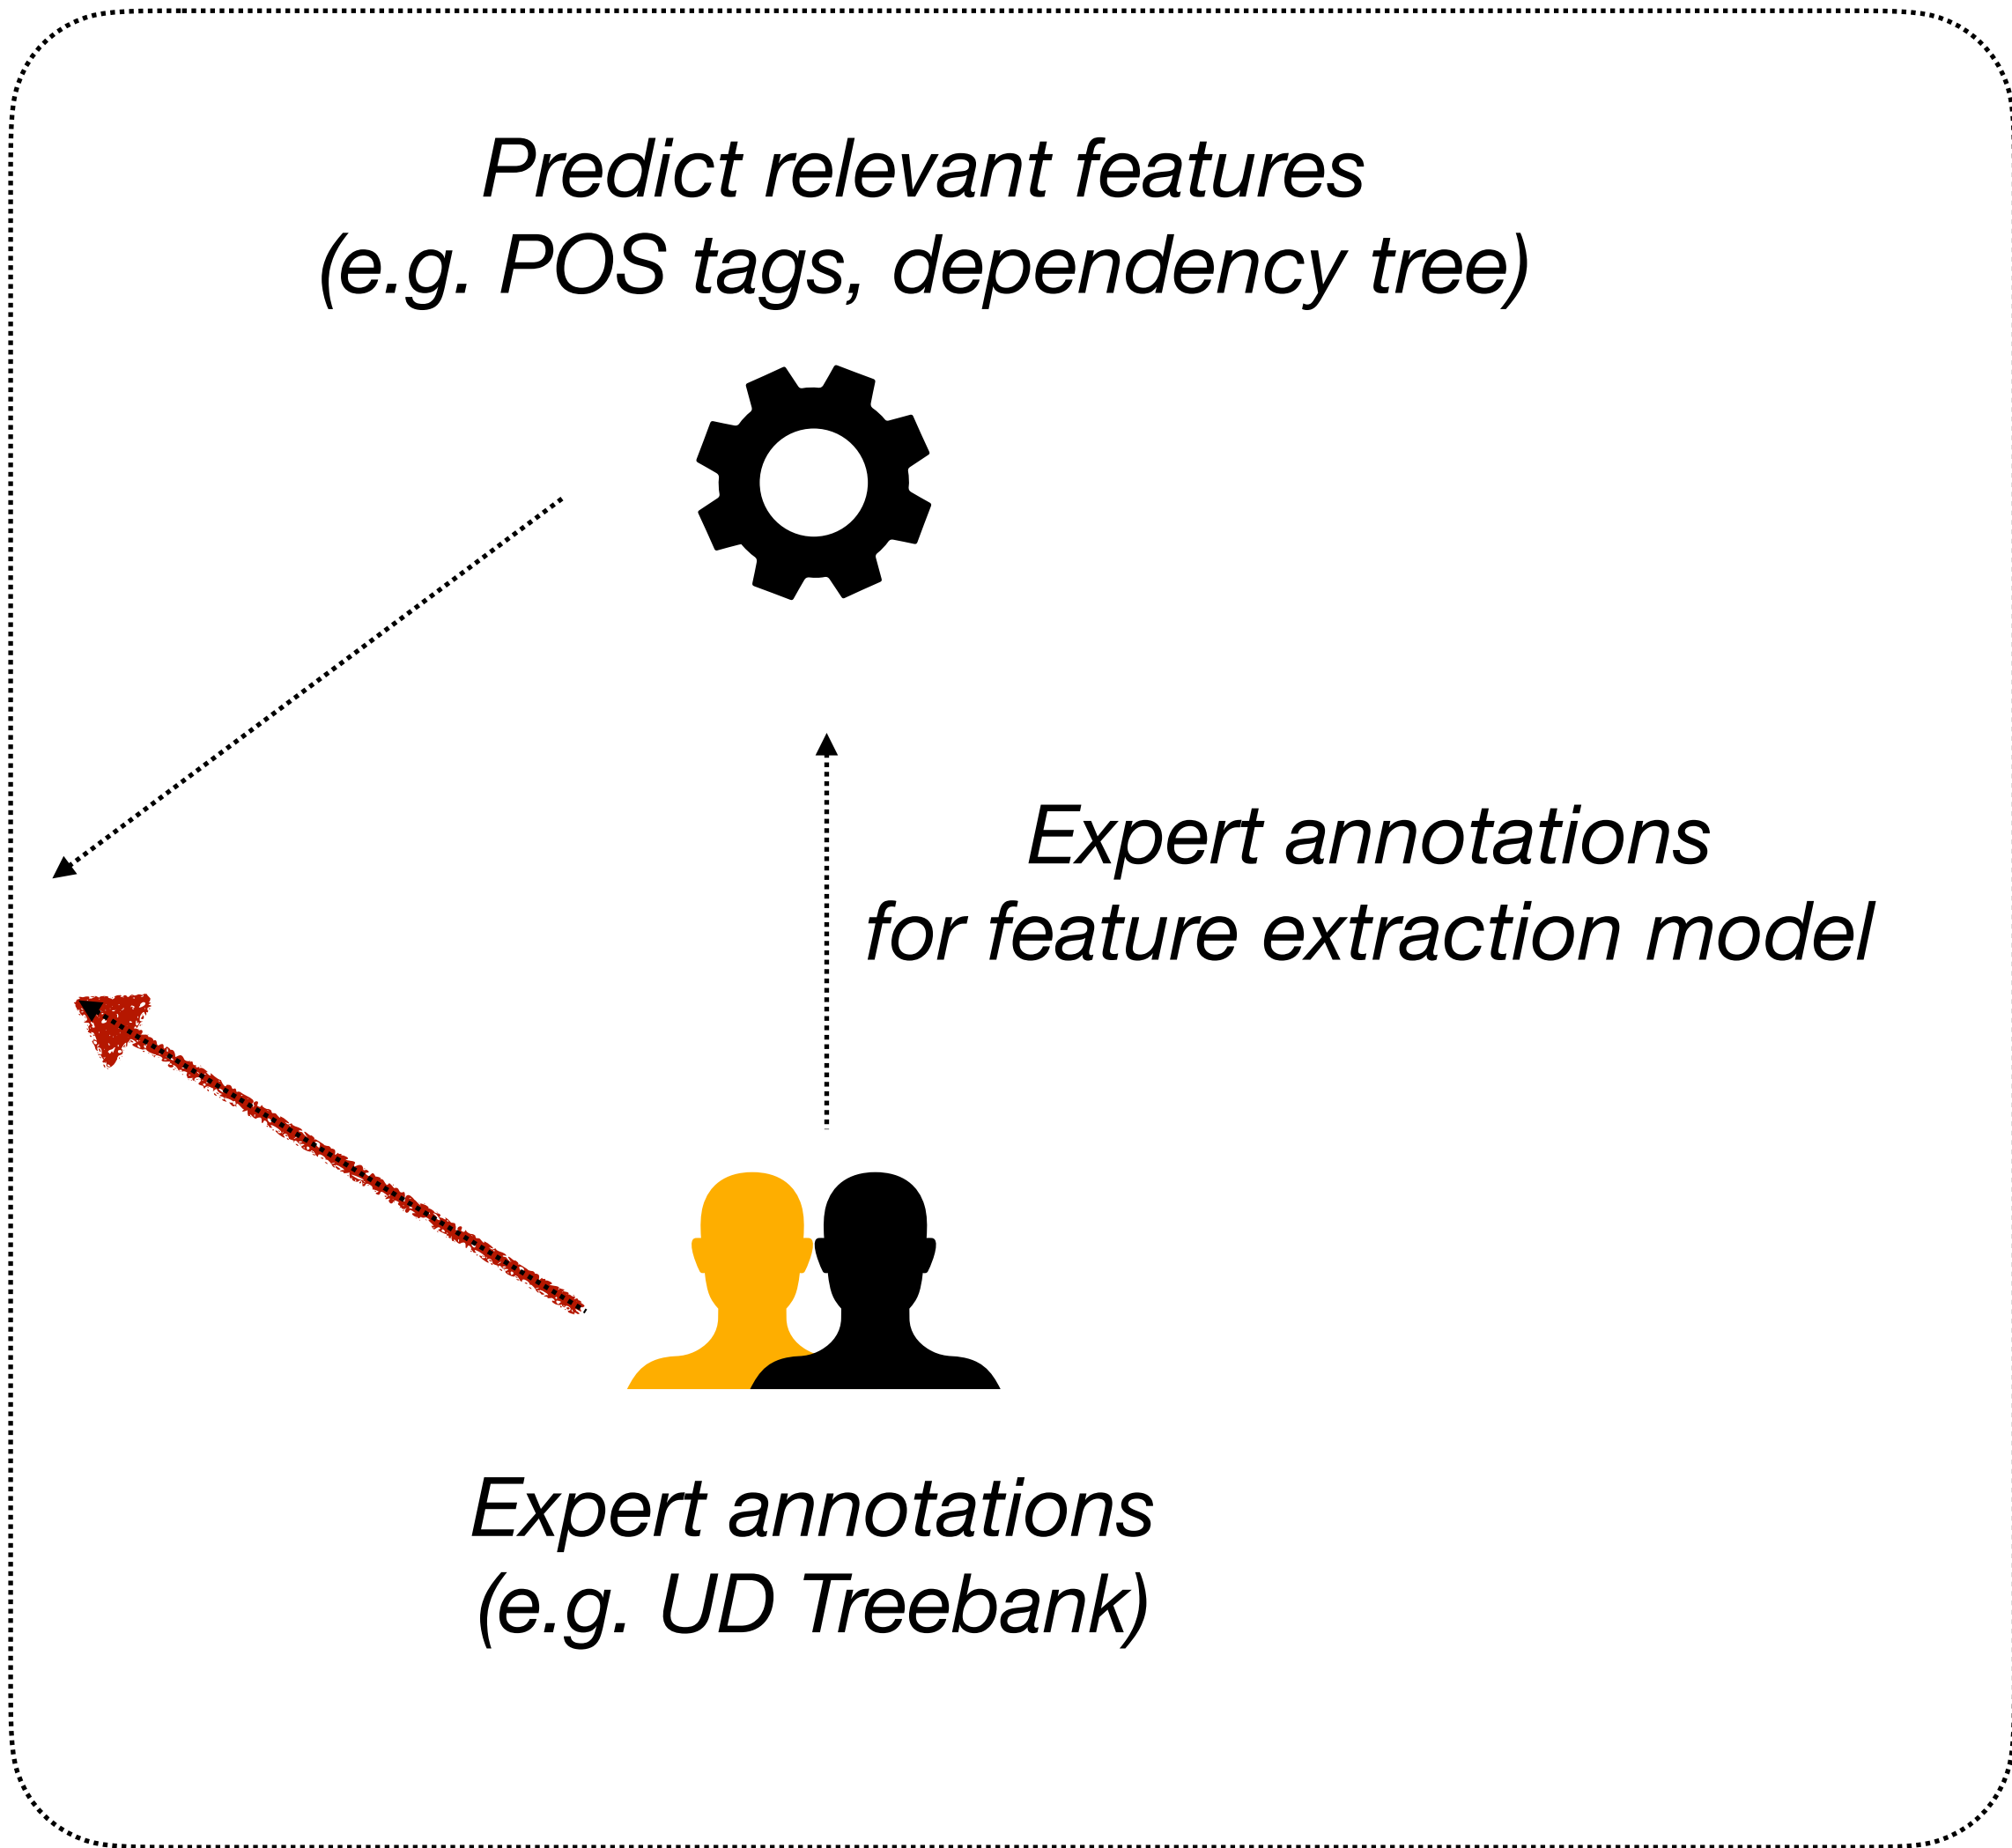 Predict relevant features
(e.g. POS tags, dependency tree)
Expert annotations
for feature extraction model
Expert annotations
(e.g. UD Treebank)